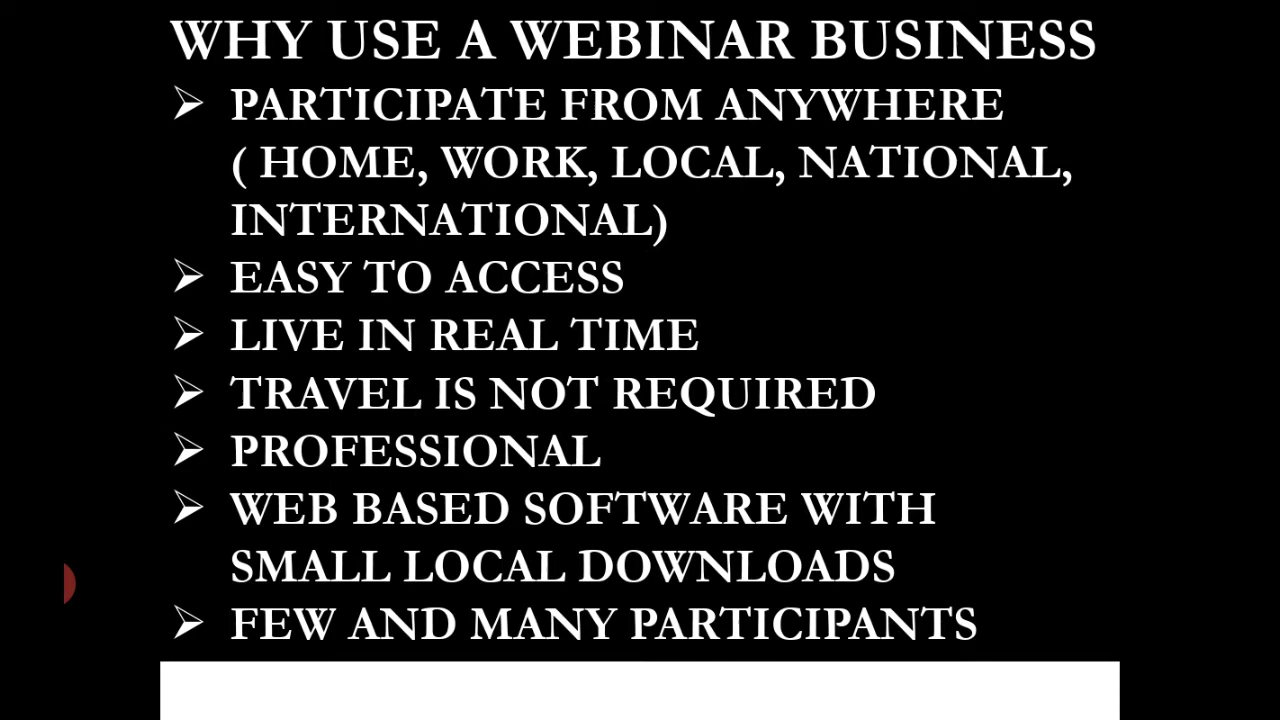 WHY USE A WEBINAR BUSINESS
➢ PARTICIPATE FROM ANYWHERE
( HOME, WORK, LOCAL, NATIONAL,
INTERNATIONAL)
➢ EASY TO ACCESS
➢ LIVE IN REAL TIME
➢ TRAVEL IS NOT REQUIRED
➢ PROFESSIONAL
➢ WEB BASED SOFTWARE WITH
SMALL LOCAL DOWNLOADS
➢ FEW AND MANY PARTICIPANTS